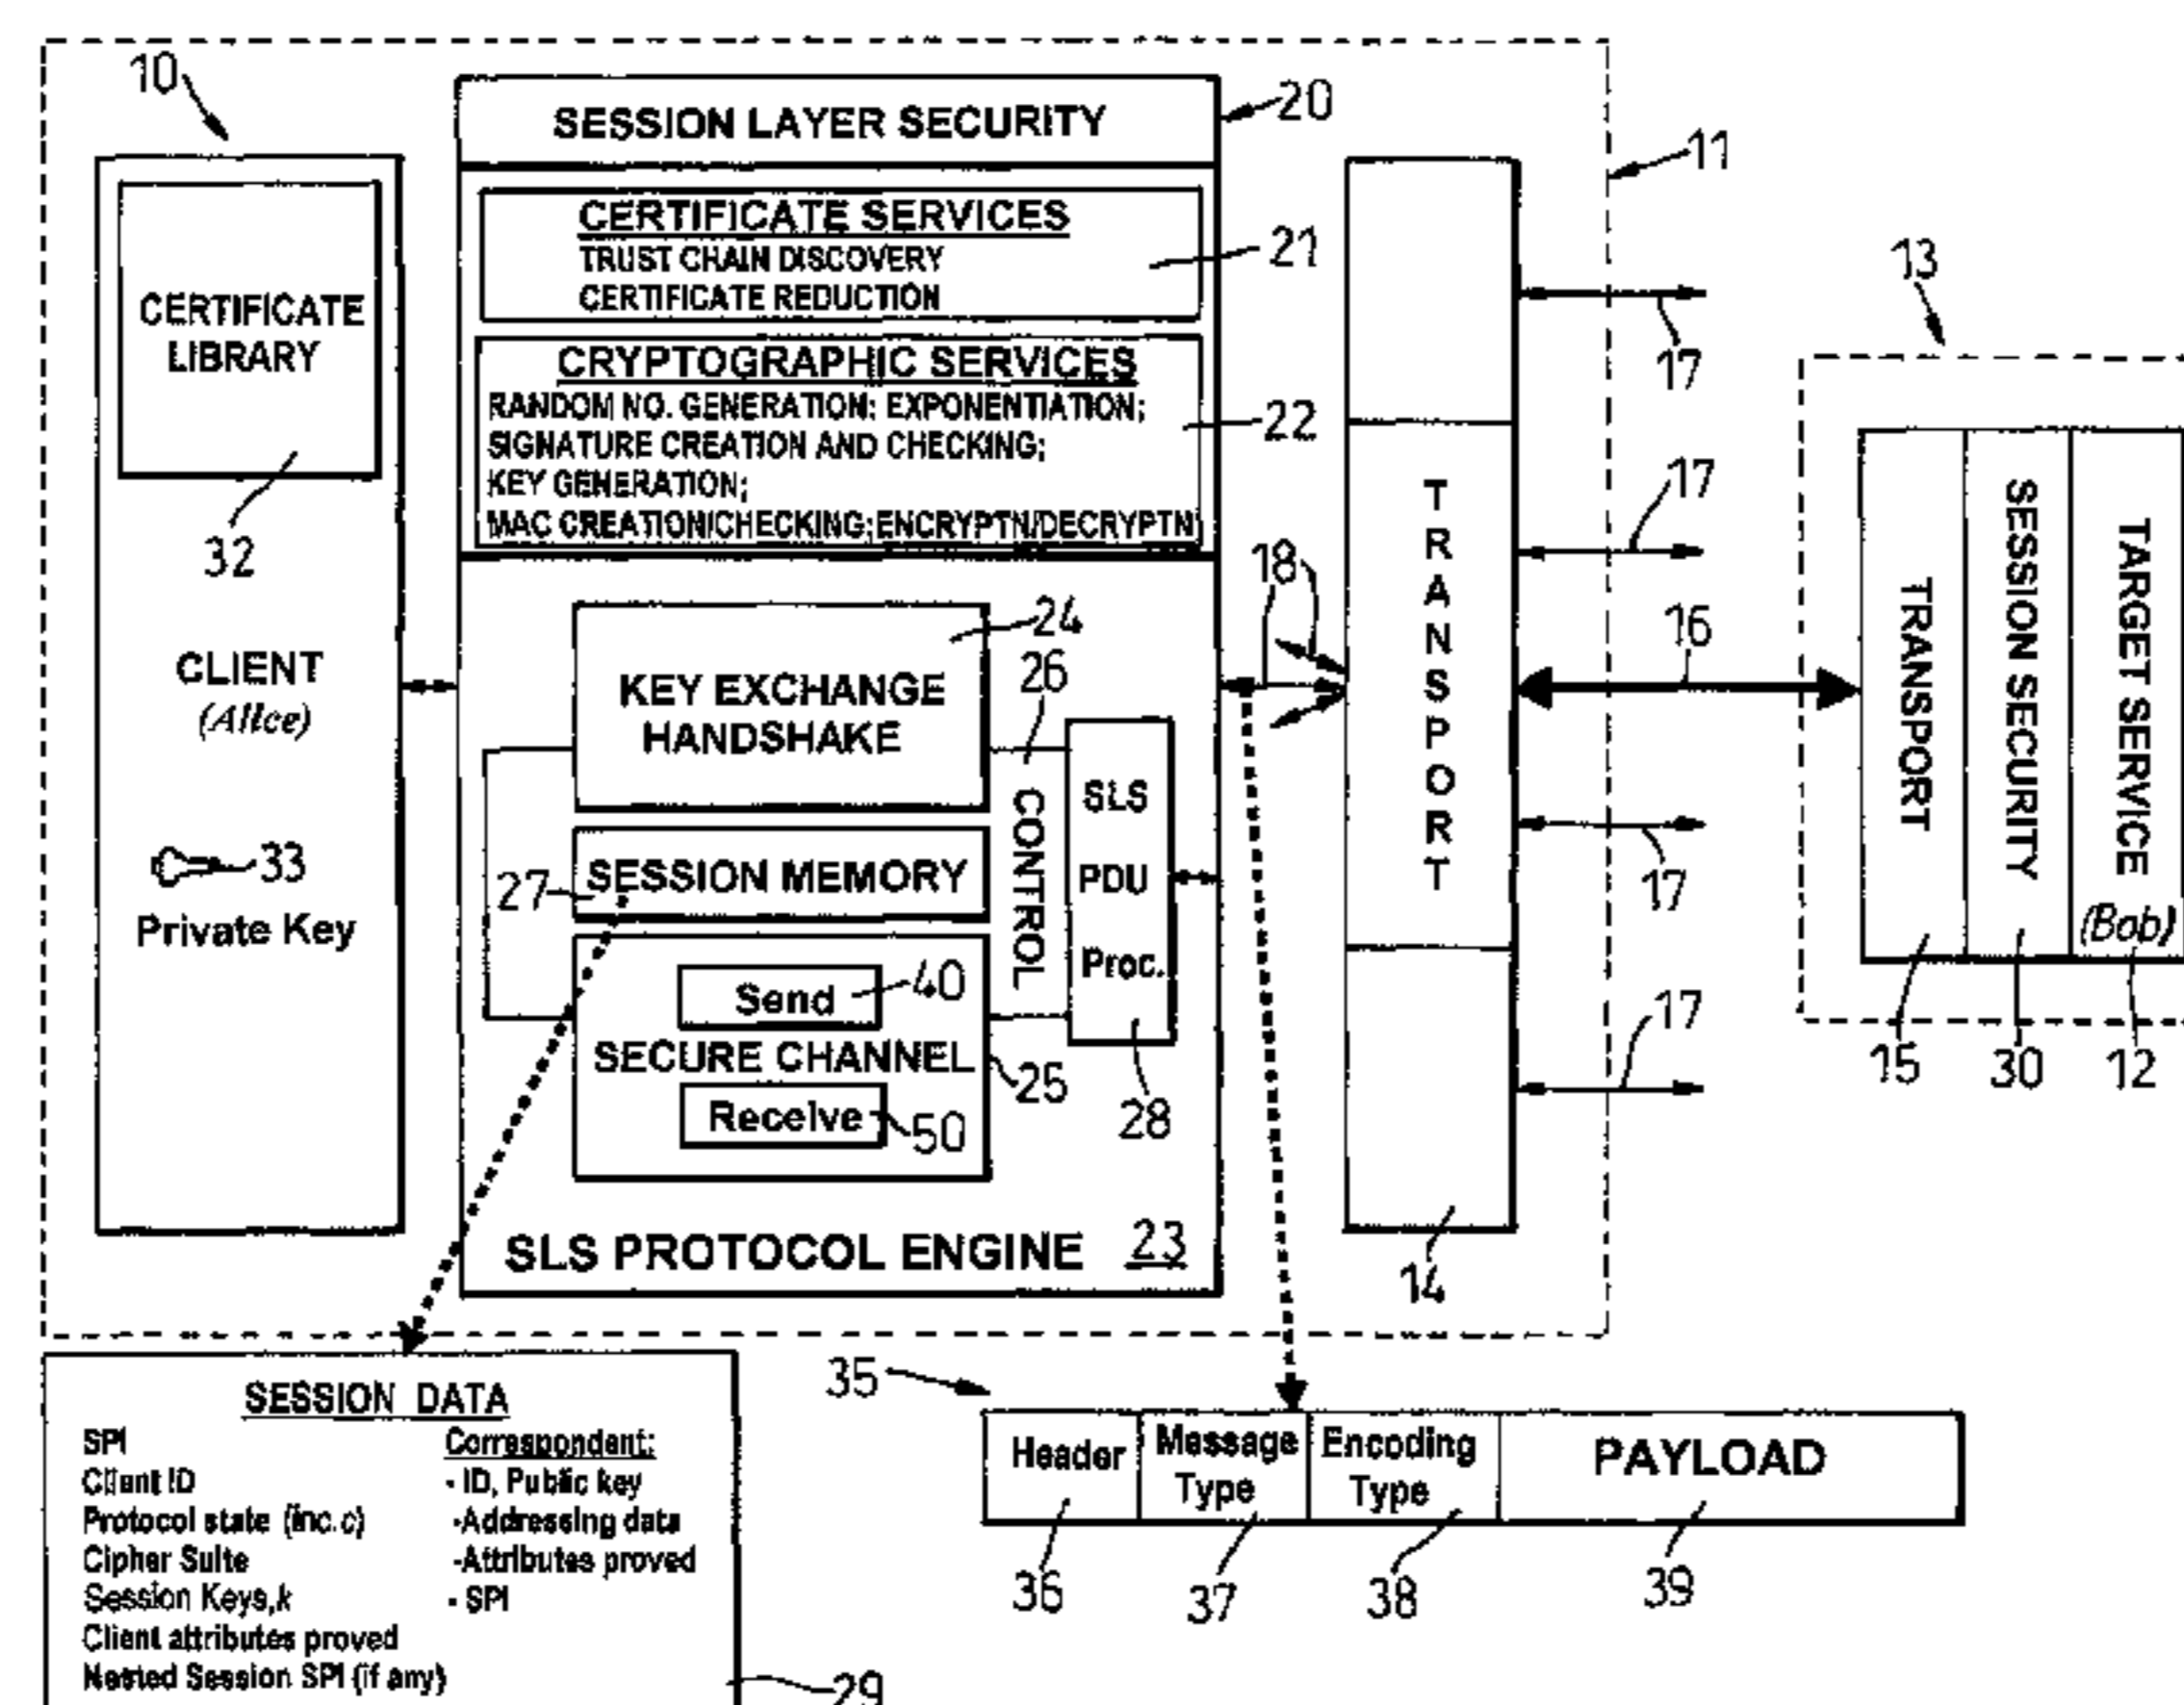 10
SESSION LAYER SECURITY
20
11
CERTIFICATE SERVICES
TRUST CHAIN DISCOVERY
CERTIFICATE REDUCTION
21
CERTIFICATE
LIBRARY
32
CRYPTOGRAPHIC SERVICES
RANDOM NO. GENERATION; EXPONENTIATION;
SIGNATURE CREATION AND CHECKING;
KEY GENERATION;
MAC CREATION/CHECKING;ENCRYPTN/DECRYPTN
22
CLIENT
(Alice)
33
Private Key
KEY EXCHANGE
HANDSHAKE
24
26
CONTROL
SESSION MEMORY
27
Send
40
SECURE CHANNEL
25
Receive
50
SLS
PDU
Proc.
28
SLS PROTOCOL ENGINE 23
18
TRANSPORT
14
17
17
16
17
17
13
TRANSPORT
SESSION SECURITY
TARGET SERVICE
(Bob)
15
30
12
SESSION DATA
SPI
Client ID
Protocol state (inc.c)
Cipher Suite
Session Keys,k
Client attributes proved
Nested Session SPI (if any)
Correspondent:
- ID, Public key
-Addressing data
-Attributes proved
- SPI
29
35
Header
Message
Type
Encoding
Type
PAYLOAD
36
37
38
39